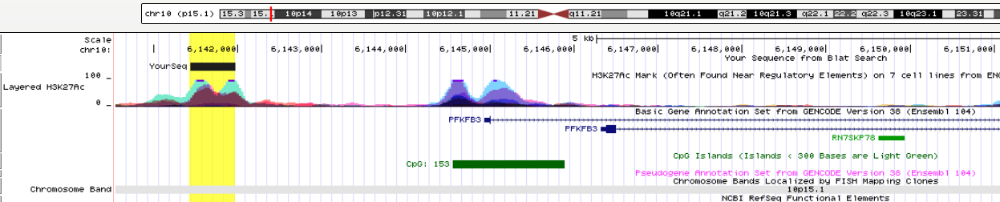 chr10 (p15.1) 15.3 15. 10p14 10p13 p12.31 10p12.1 11.21 q11.21 10q21.1 q21.2 10q21.3 q22.1 22.2 q22.3 10q23.1 23.31
Scale 5 kb
chr10: 6,142,000 6,143,000 6,144,000 6,145,000 6,146,000 6,147,000 6,148,000 6,149,000 6,150,000 6,151,000
Your Sequence from Blat Search
YourSeq
H3K27Ac Mark (Often Found Near Regulatory Elements) on 7 cell lines from
100
Layered H3K27Ac
0
Basic Gene Annotation Set from GENCODE Version 38 (Ensembl 104)
PFKFB3
PFKFB3
RN7SKP78
CpG Islands (Islands < 300 Bases are Light Green)
CpG: 153
Pseudogene Annotation Set from GENCODE Version 38 (Ensembl 104)
Chromosome Bands Localized by FISH Mapping Clones
Chromosome Band 10p15.1
NCBI RefSeq Functional Elements